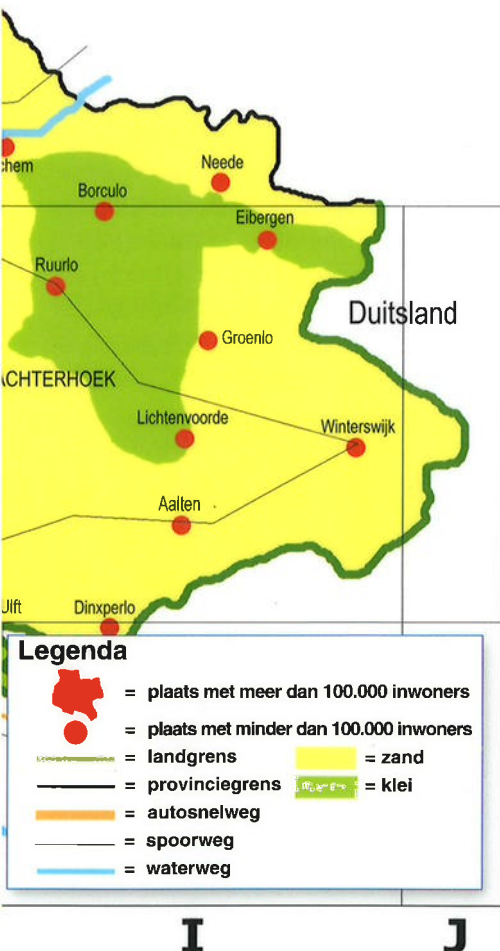 chem
Neede
Borculo
Eibergen
Ruurlo
Duitsland
Groenlo
ACHTERHOEK
Lichtenvoorde
Winterswijk
Aalten
Ulft
Dinxperlo
Legenda
= plaats met meer dan 100.000 inwoners
= plaats met minder dan 100.000 inwoners
= landgrens = zand
= provinciegrens = klei
= autosnelweg
= spoorweg
= waterweg
I J